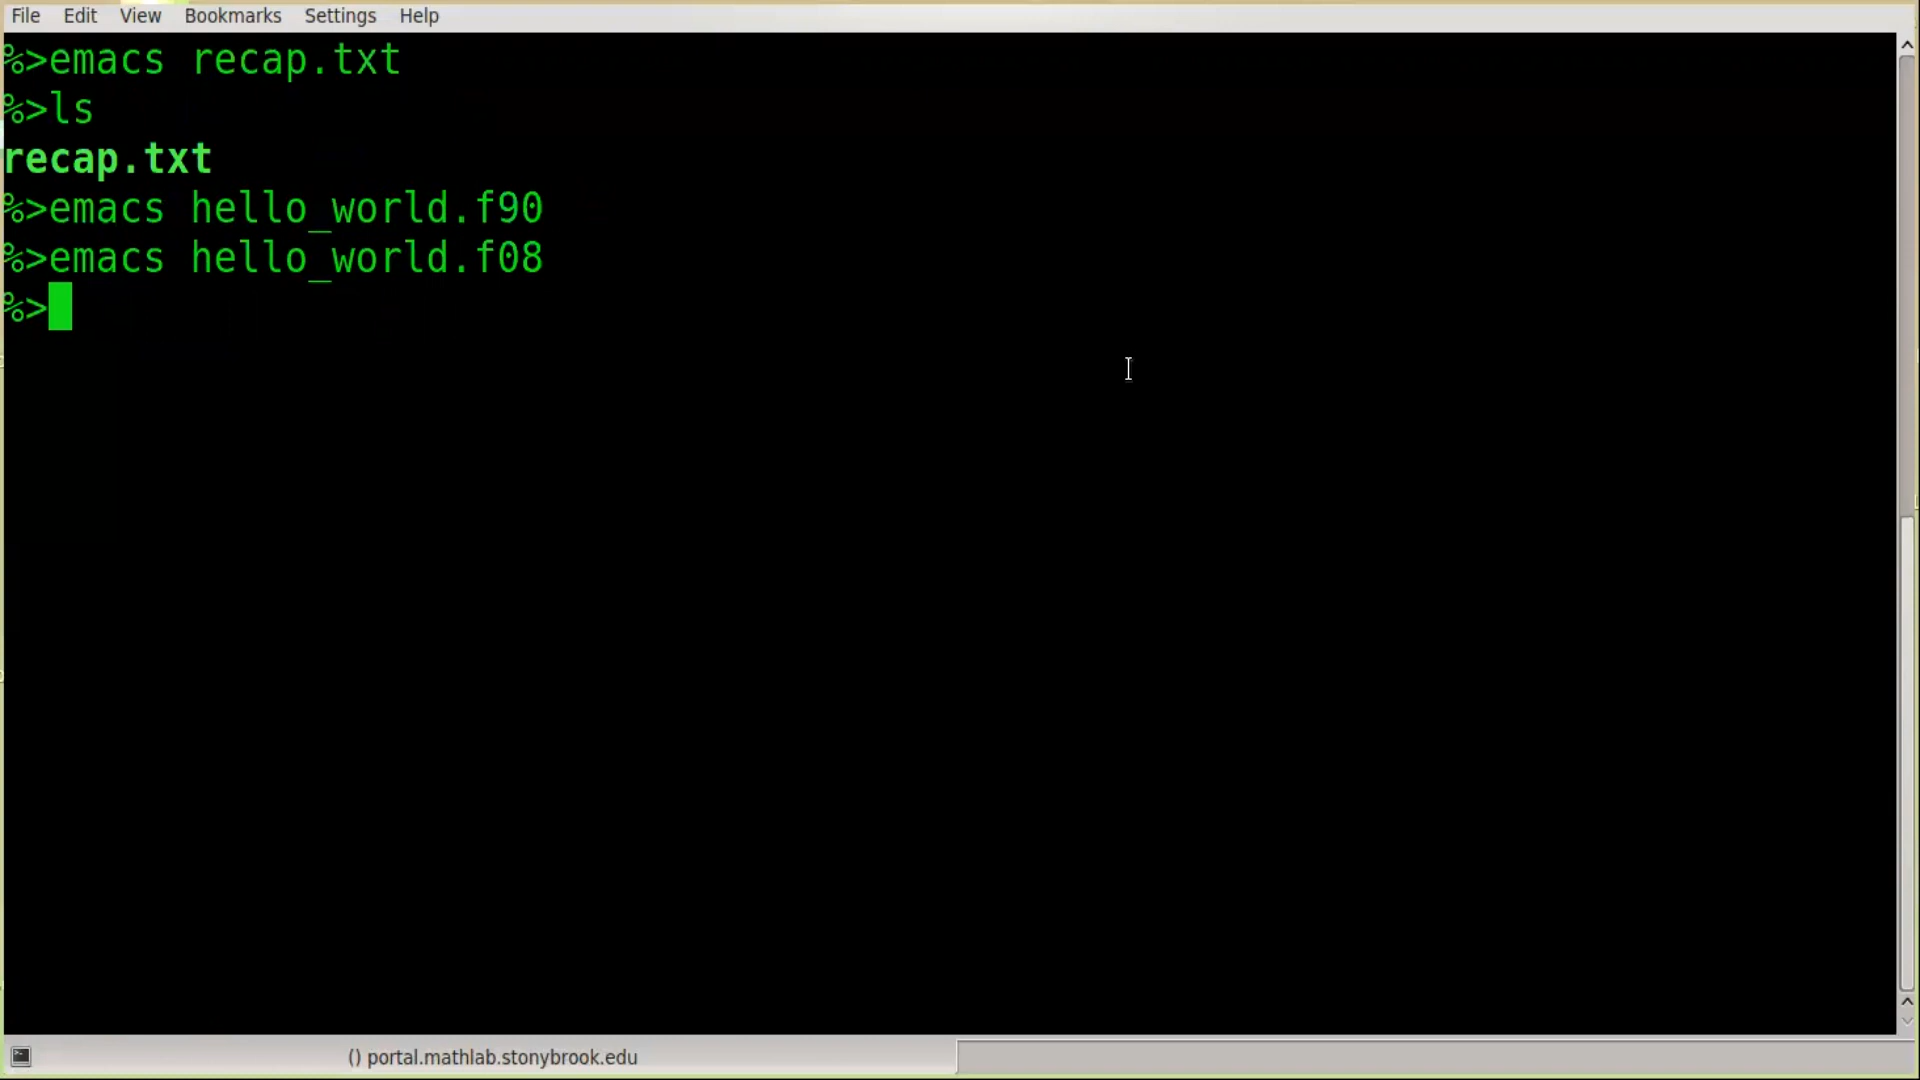 File Edit View Bookmarks Settings Help
%>emacs recap.txt
%>ls
recap.txt
%>emacs hello_world.f90
%>emacs hello_world.f08
%>
() portal.mathlab.stonybrook.edu